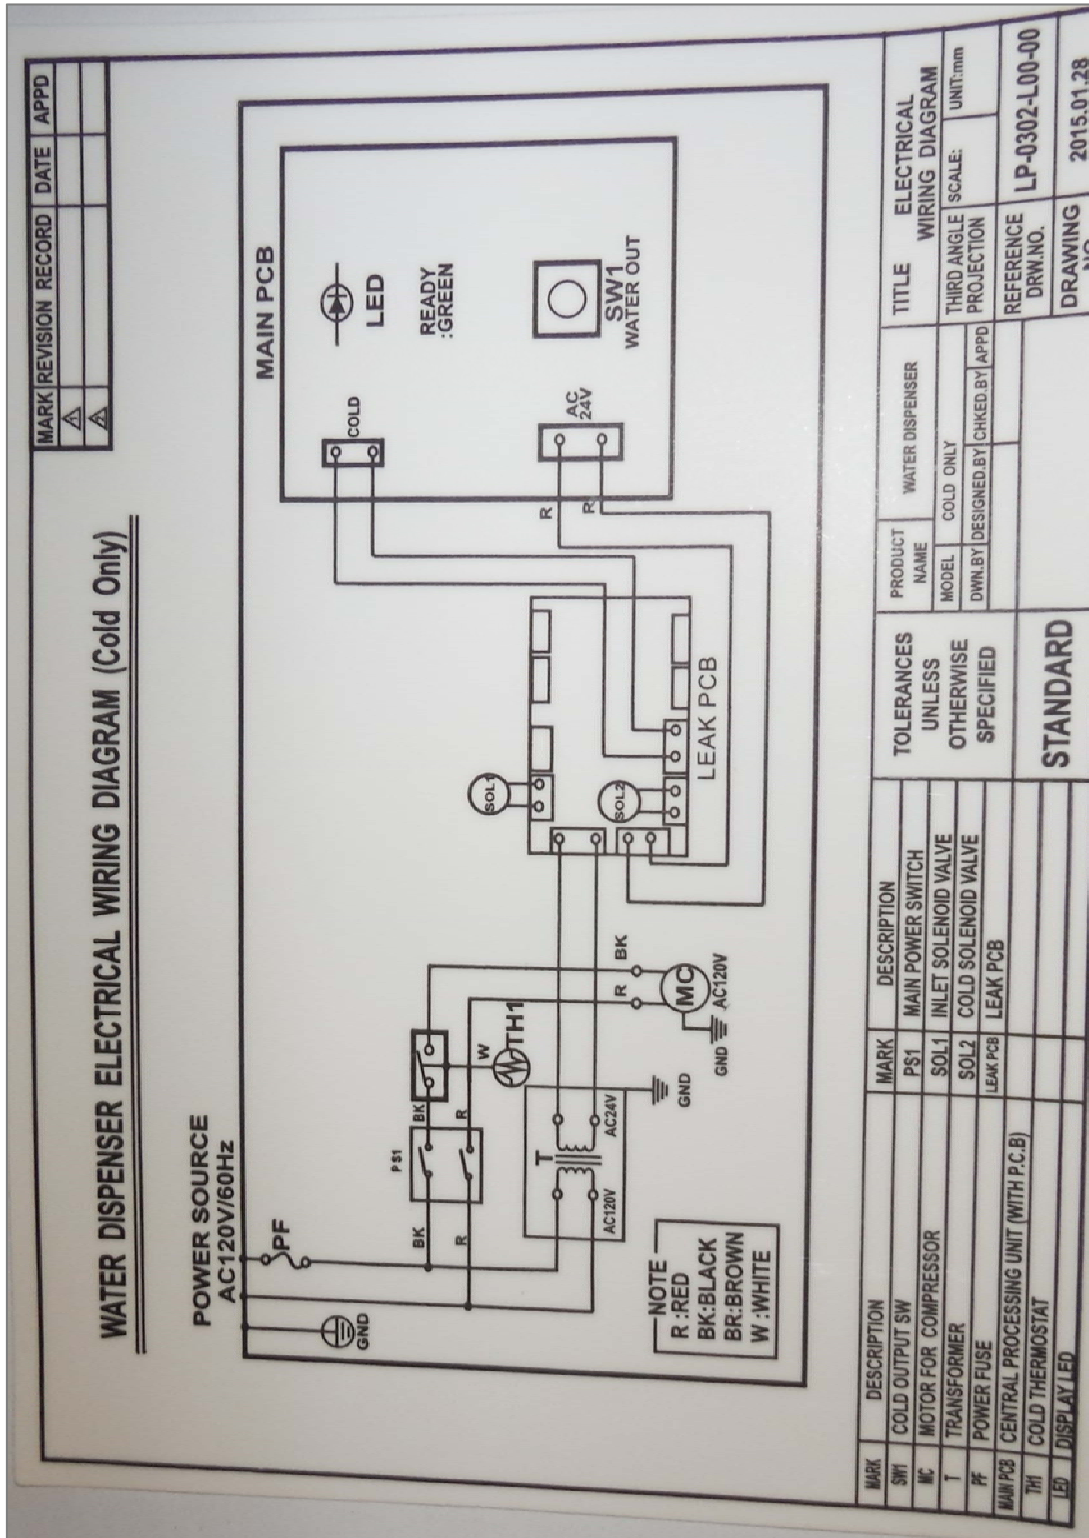 MARK REVISION RECORD DATE APPD
WATER DISPENSER ELECTRICAL WIRING DIAGRAM (Cold Only)
POWER SOURCE
AC120V/60Hz
PF
GND
BK
R
PS1
BK
R
W
TH1
T
AC120V
AC24V
GND
R
BK
MC
GND
AC120V
SOL1
SOL2
LEAK PCB
MAIN PCB
COLD
LED
READY
:GREEN
R
R
AC
24V
SW1
WATER OUT
NOTE
R :RED
BK:BLACK
BR:BROWN
W :WHITE
MARK DESCRIPTION
SW1 COLD OUTPUT SW
MC MOTOR FOR COMPRESSOR
T TRANSFORMER
PF POWER FUSE
MAIN PCB CENTRAL PROCESSING UNIT (WITH P.C.B)
TH1 COLD THERMOSTAT
LED DISPLAY LED
MARK DESCRIPTION
PS1 MAIN POWER SWITCH
SOL1 INLET SOLENOID VALVE
SOL2 COLD SOLENOID VALVE
LEAK PCB LEAK PCB
TOLERANCES
UNLESS
OTHERWISE
SPECIFIED
STANDARD
PRODUCT
NAME
WATER DISPENSER
MODEL COLD ONLY
DWN.BY DESIGNED.BY CHKED.BY APPD
TITLE
ELECTRICAL
WIRING DIAGRAM
THIRD ANGLE
PROJECTION
SCALE:
UNIT:mm
REFERENCE
DRW.NO.
LP-0302-L00-00
DRAWING
NO.
2015.01.28